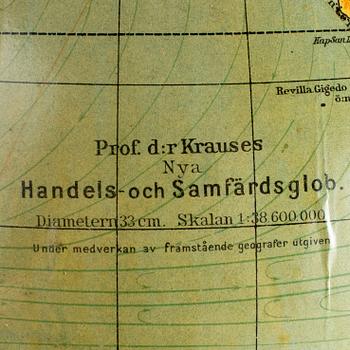 Kap San L
Revilla Gigedo
ön
Prof. d:r Krauses
Nya
Handels- och Samfärdsglob.
Diametern 33 cm. Skalan 1:38 600 000
Under medverkan av framstående geografer utgiven